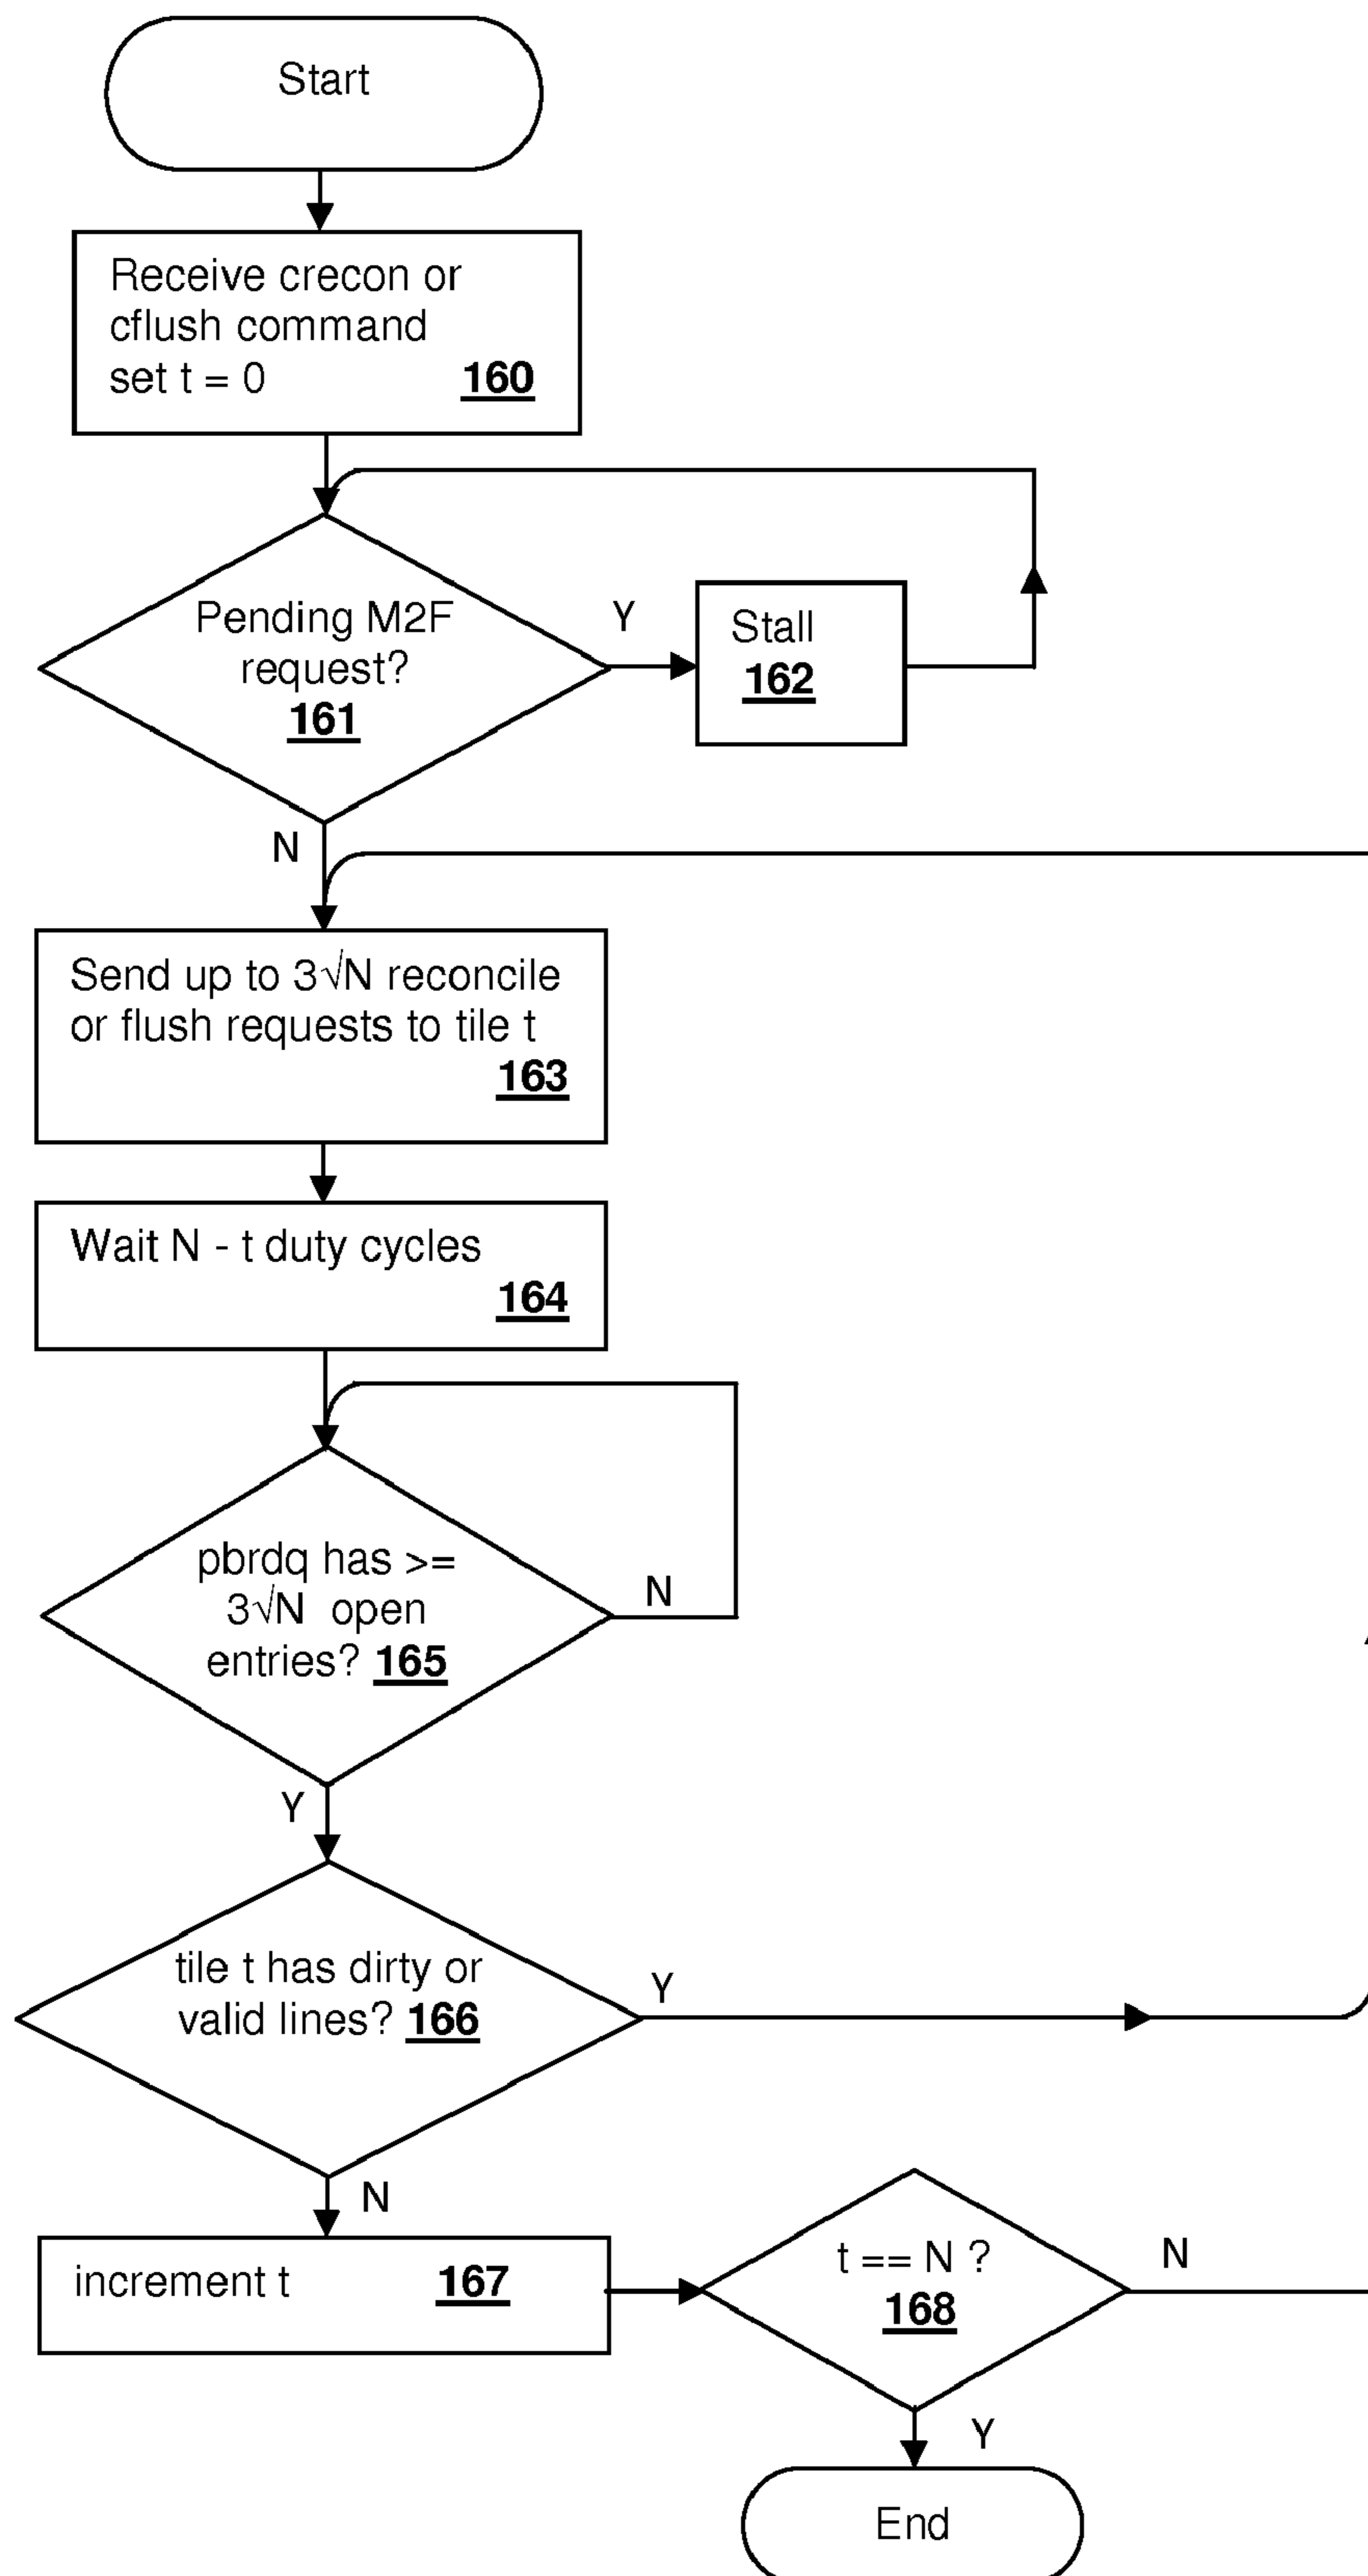 Start
Receive crecon or
cflush command
set t = 0 160
Pending M2F
request?
161
Y
Stall
162
N
Send up to 3√N reconcile
or flush requests to tile t
163
Wait N - t duty cycles
164
pbrdq has >=
3√N open
entries? 165
N
Y
tile t has dirty or
valid lines? 166
Y
N
increment t 167
t == N ?
168
N
Y
End